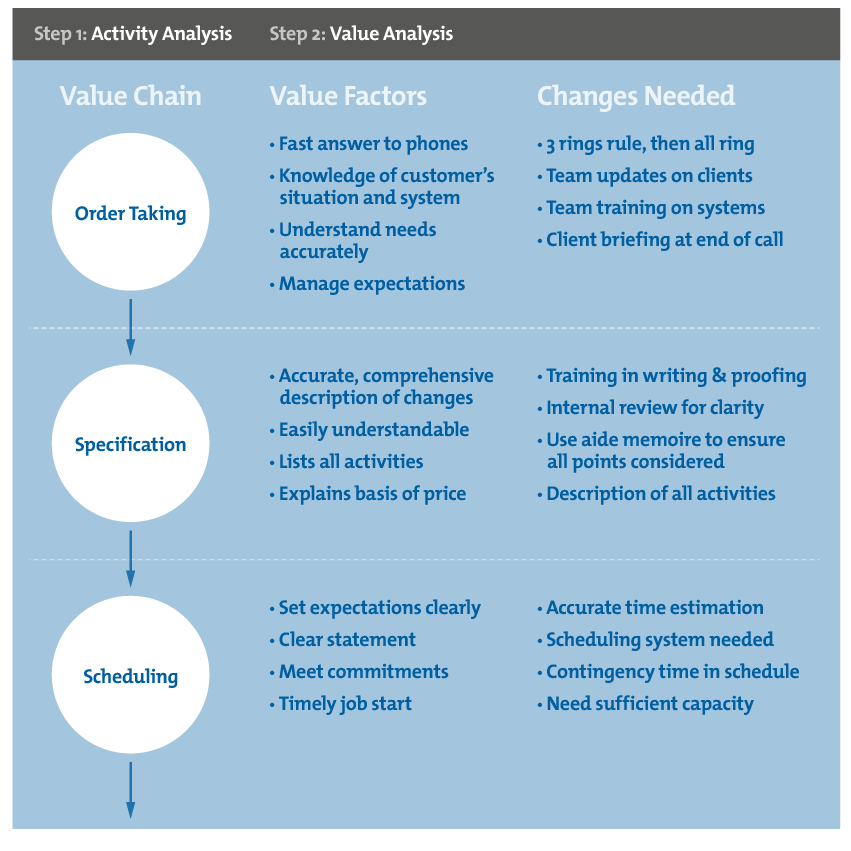 Step 1: Activity Analysis
Step 2: Value Analysis
Value Chain
Value Factors
Changes Needed
Order Taking
• Fast answer to phones
• Knowledge of customer's
situation and system
• Understand needs
accurately
• Manage expectations
• 3 rings rule, then all ring
• Team updates on clients
• Team training on systems
• Client briefing at end of call
Specification
• Accurate, comprehensive
description of changes
• Easily understandable
• Lists all activities
• Explains basis of price
• Training in writing & proofing
• Internal review for clarity
• Use aide memoire to ensure
all points considered
• Description of all activities
Scheduling
• Set expectations clearly
• Clear statement
• Meet commitments
• Timely job start
• Accurate time estimation
• Scheduling system needed
• Contingency time in schedule
• Need sufficient capacity